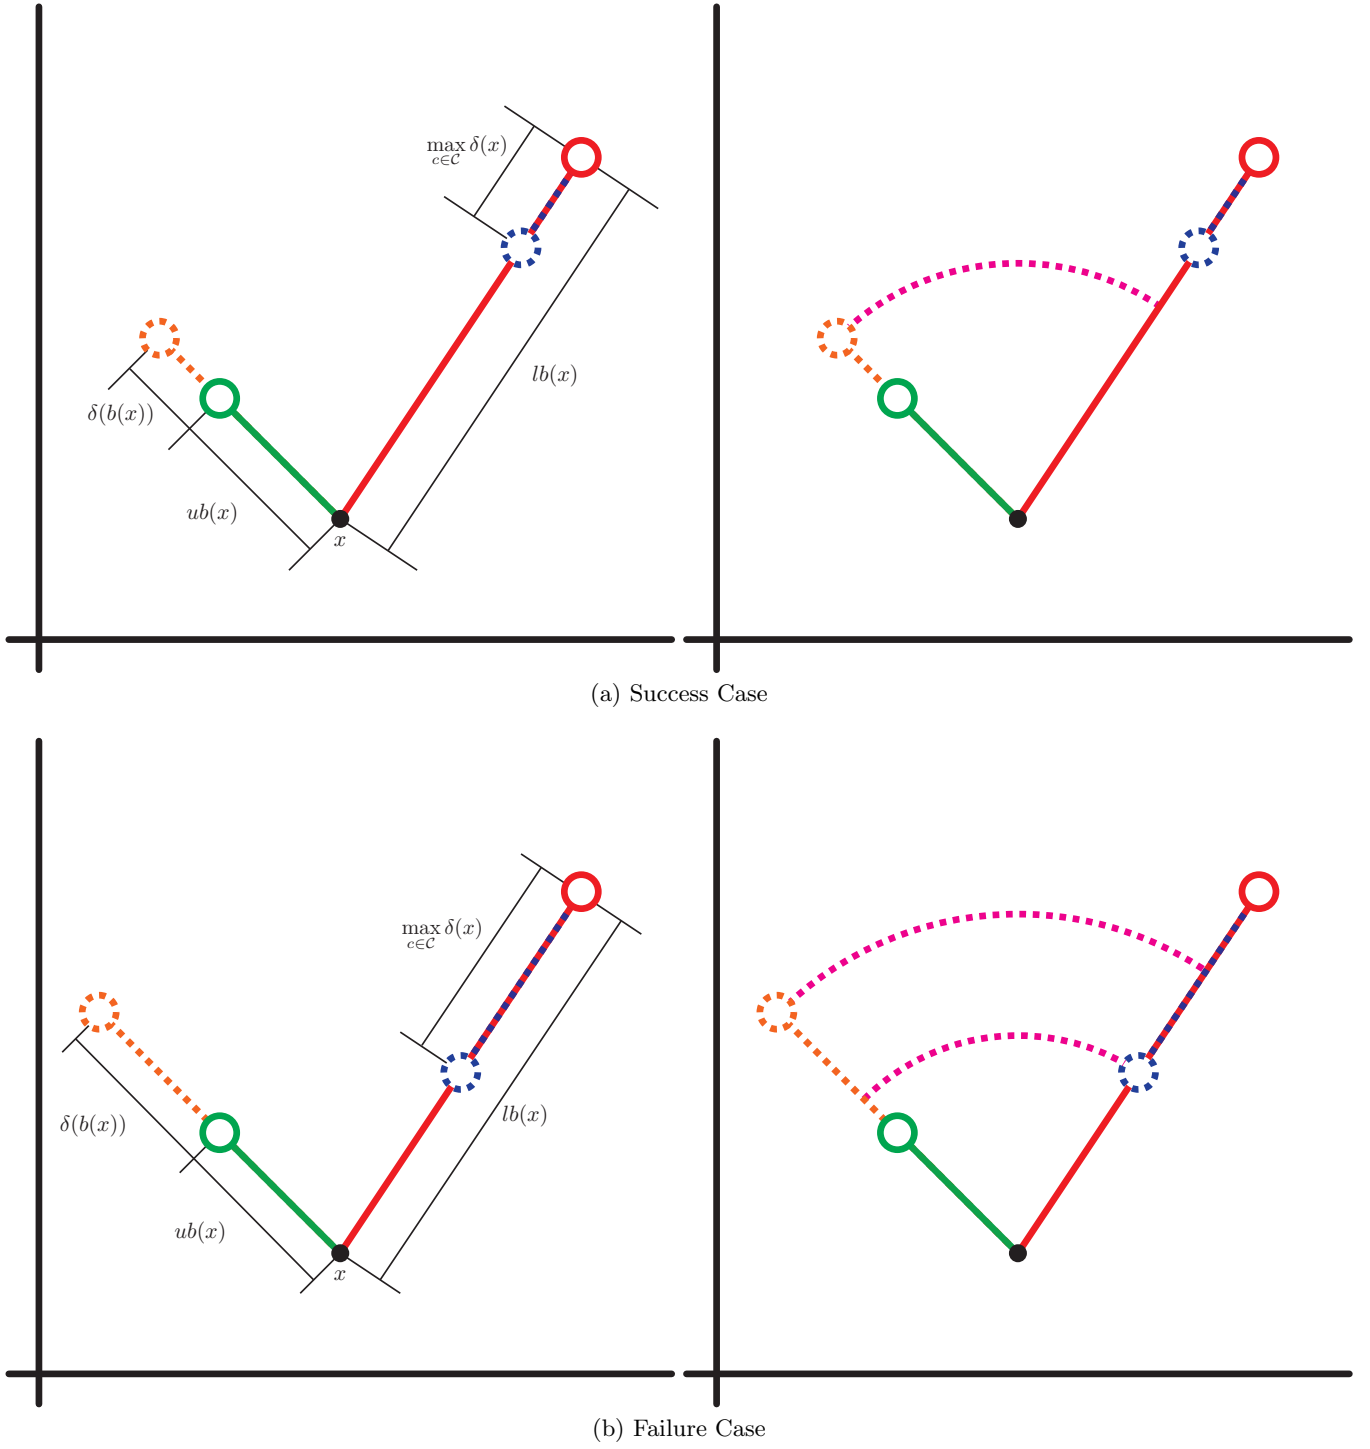 max δ(x)
c∈𝒞
lb(x)
δ(b(x))
ub(x)
x
(a) Success Case
max δ(x)
c∈𝒞
lb(x)
δ(b(x))
ub(x)
x
(b) Failure Case